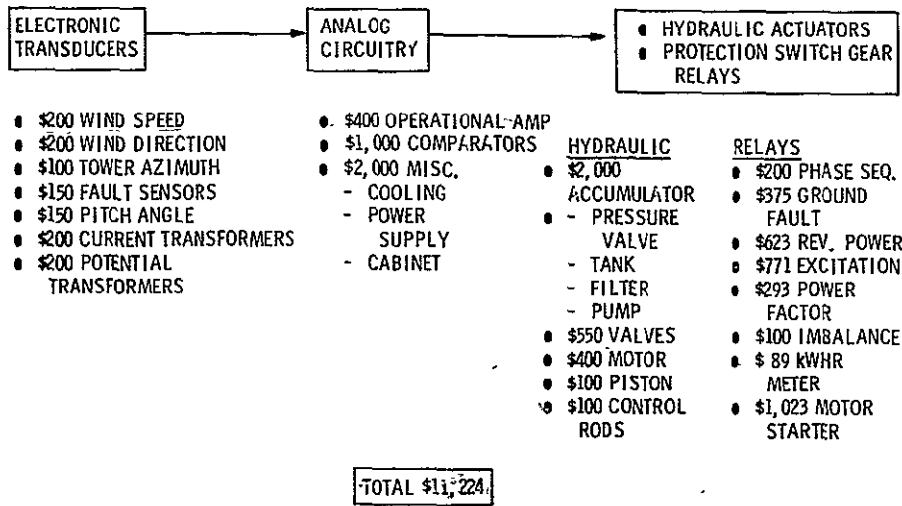 ELECTRONIC
TRANSDUCERS
ANALOG
CIRCUITRY
• HYDRAULIC ACTUATORS
• PROTECTION SWITCH GEAR
RELAYS
• $200 WIND SPEED
• $200 WIND DIRECTION
• $100 TOWER AZIMUTH
• $150 FAULT SENSORS
• $150 PITCH ANGLE
• $200 CURRENT TRANSFORMERS
• $200 POTENTIAL
TRANSFORMERS
• $400 OPERATIONAL AMP
• $1,000 COMPARATORS
• $2,000 MISC.
- COOLING
- POWER
SUPPLY
- CABINET
HYDRAULIC
• $2,000
ACCUMULATOR
• - PRESSURE
VALVE
- TANK
- FILTER
- PUMP
• $550 VALVES
• $400 MOTOR
• $100 PISTON
• $100 CONTROL
RODS
RELAYS
• $200 PHASE SEQ.
• $375 GROUND
FAULT
• $623 REV. POWER
• $771 EXCITATION
• $293 POWER
FACTOR
• $100 IMBALANCE
• $ 89 kWHR
METER
• $1,023 MOTOR
STARTER
TOTAL $11,224